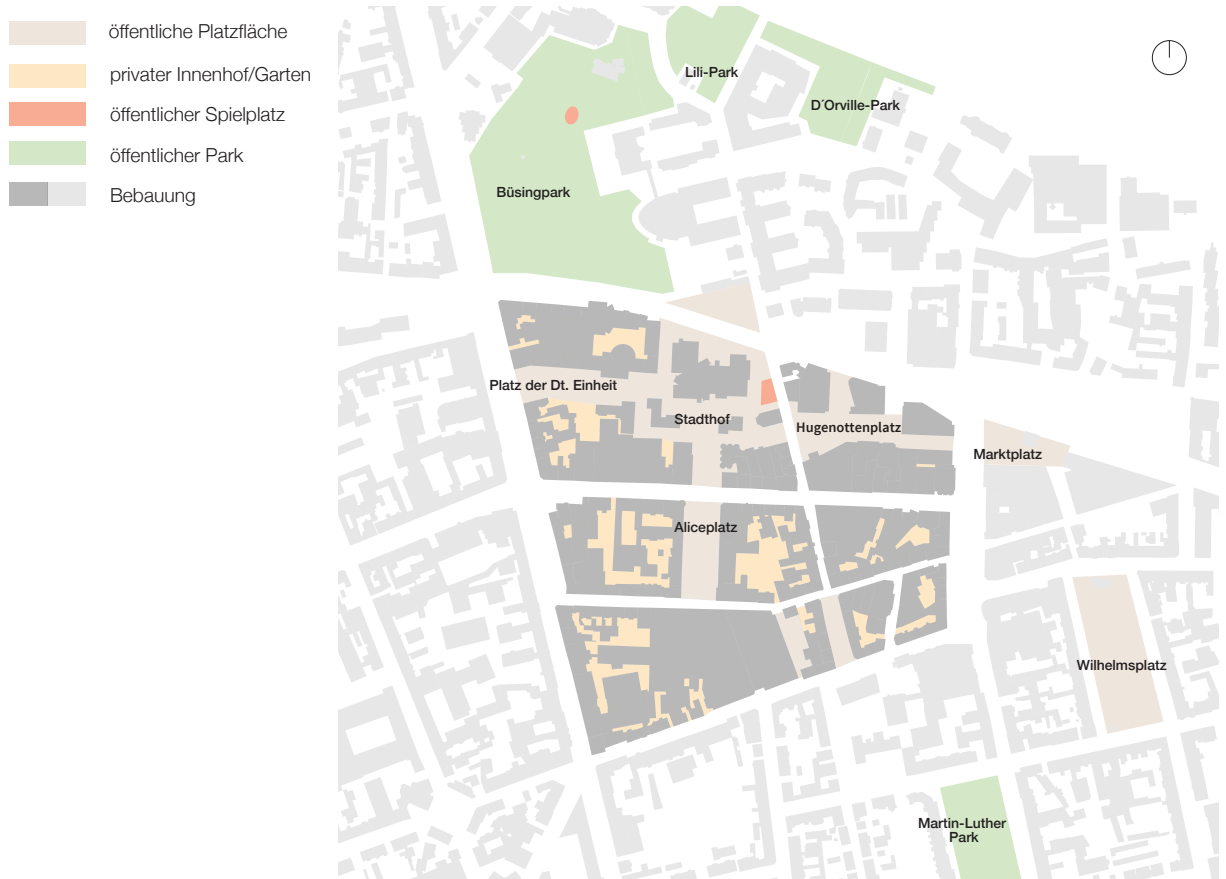 öffentliche Platzfläche
privater Innenhof/Garten
öffentlicher Spielplatz
öffentlicher Park
Bebauung
Lili-Park
D´Orville-Park
Büsingpark
Platz der Dt. Einheit
Stadthof
Hugenottenplatz
Marktplatz
Aliceplatz
Wilhelmsplatz
Martin-Luther
Park